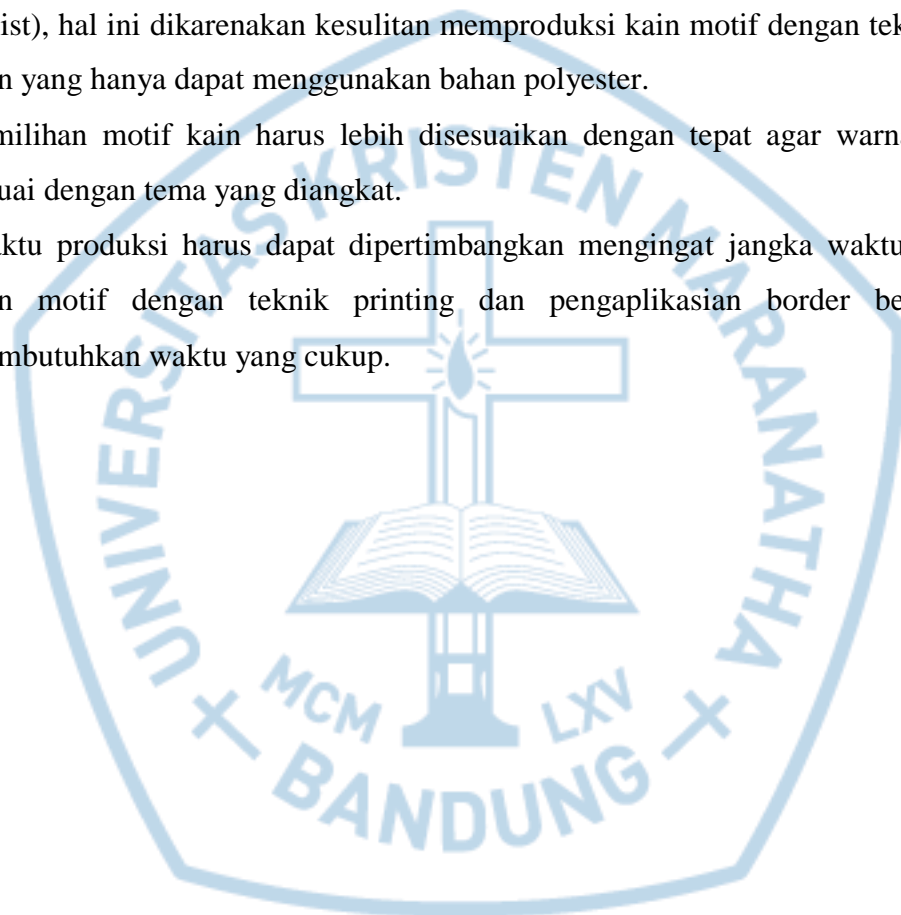 ist), hal ini dikarenakan kesulitan memproduksi kain motif dengan tek
n yang hanya dapat menggunakan bahan polyester.
milihan motif kain harus lebih disesuaikan dengan tepat agar warna
uai dengan tema yang diangkat.
aktu produksi harus dapat dipertimbangkan mengingat jangka waktu
n motif dengan teknik printing dan pengaplikasian border be
mbutuhkan waktu yang cukup.
UNIVERSITAS KRISTEN MARANATHA
MCM LXV
BANDUNG